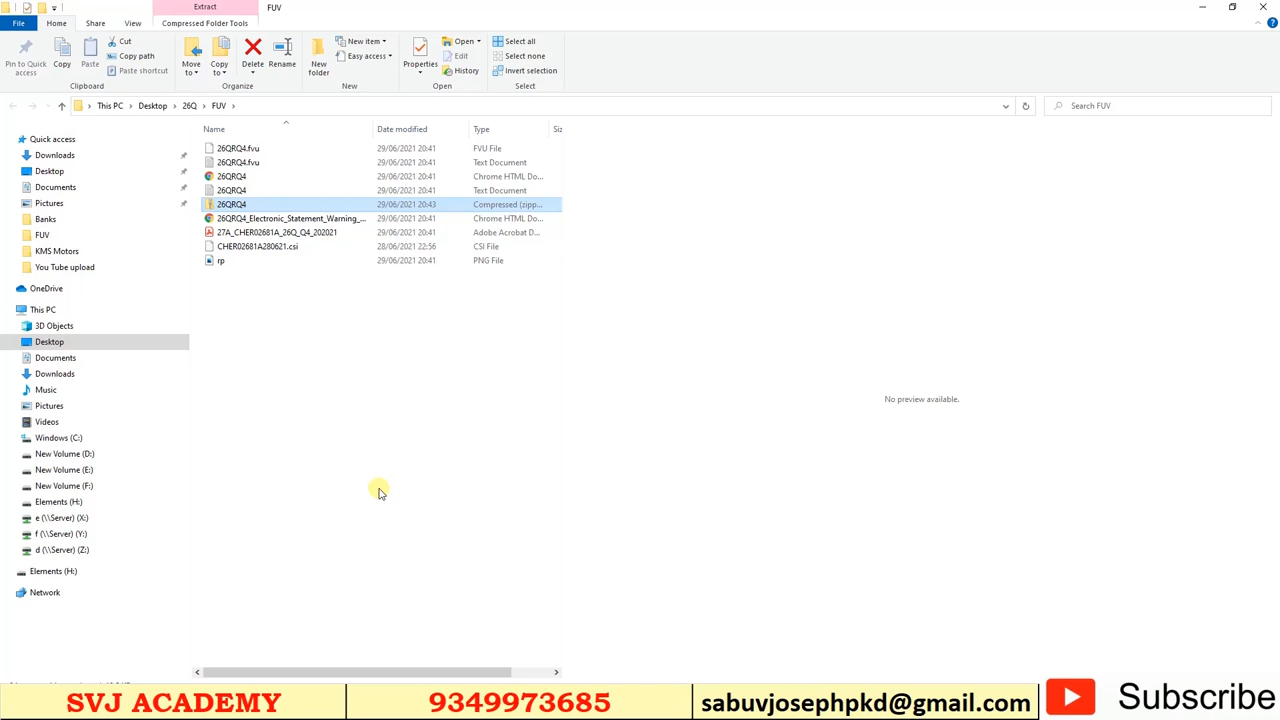 Extract
FUV
File
Home
Share
View
Compressed Folder Tools
Pin to Quick access
Copy
Paste
Cut
Copy path
Paste shortcut
Clipboard
Move to
Copy to
Delete
Rename
Organize
New folder
New item
Easy access
New
Properties
Open
Edit
History
Open
Select all
Select none
Invert selection
Select
This PC > Desktop > 26Q > FUV >
Search FUV
Name Date modified Type Siz
26QRQ4.fvu 29/06/2021 20:41 FVU File
26QRQ4.fvu 29/06/2021 20:41 Text Document
26QRQ4 29/06/2021 20:41 Chrome HTML Do...
26QRQ4 29/06/2021 20:41 Text Document
26QRQ4 29/06/2021 20:43 Compressed (zipp...
26QRQ4_Electronic_Statement_Warning_... 29/06/2021 20:41 Chrome HTML Do...
27A_CHER02681A_26Q_Q4_202021 29/06/2021 20:41 Adobe Acrobat D...
CHER02681A280621.csi 28/06/2021 22:56 CSI File
rp 29/06/2021 20:41 PNG File
Quick access
Downloads
Desktop
Documents
Pictures
Banks
FUV
KMS Motors
You Tube upload
OneDrive
This PC
3D Objects
Desktop
Documents
Downloads
Music
Pictures
Videos
Windows (C:)
New Volume (D:)
New Volume (E:)
New Volume (F:)
Elements (H:)
e (\\Server) (X:)
f (\\Server) (Y:)
d (\\Server) (Z:)
Elements (H:)
Network
No preview available.
SVJ ACADEMY
9349973685
sabuvjosephpkd@gmail.com
Subscribe